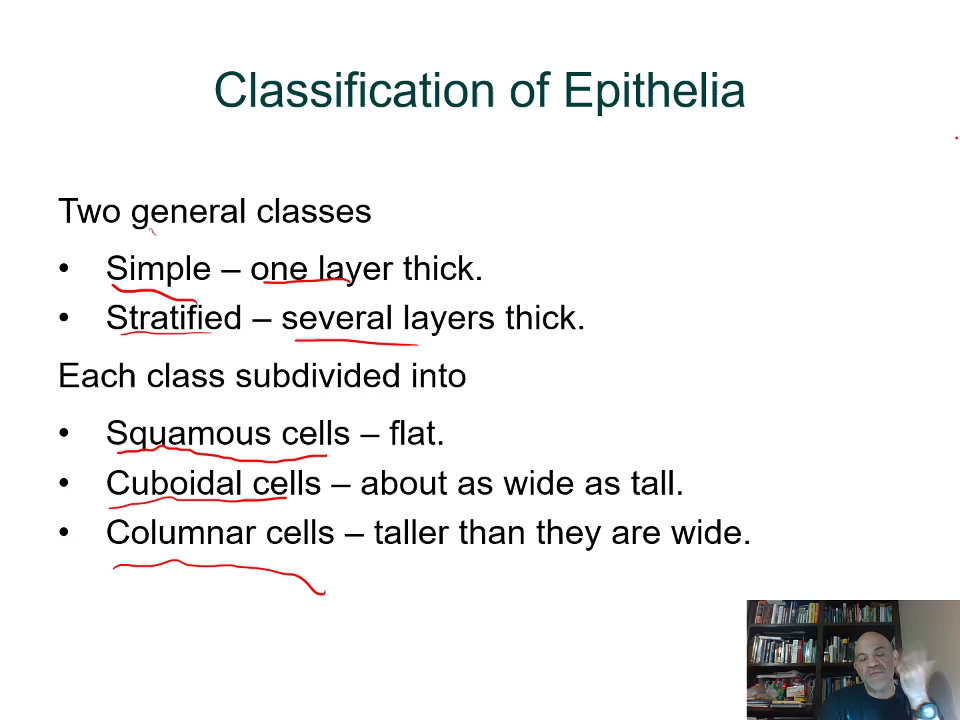 Classification of Epithelia
Two general classes
• Simple – one layer thick.
• Stratified – several layers thick.
Each class subdivided into
• Squamous cells – flat.
• Cuboidal cells – about as wide as tall.
• Columnar cells – taller than they are wide.